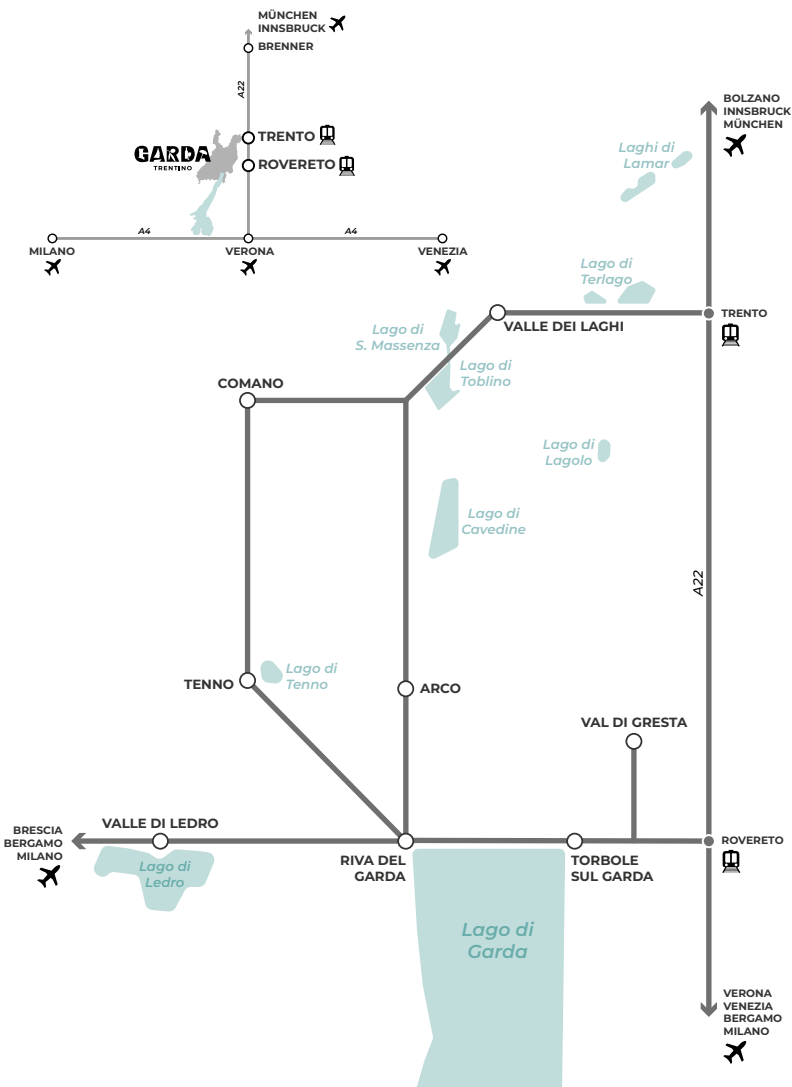 MÜNCHEN
INNSBRUCK
BRENNER
A22
GARDA
TRENTINO
TRENTO
ROVERETO
A4
A4
MILANO
VERONA
VENEZIA
BOLZANO
INNSBRUCK
MÜNCHEN
Laghi di
Lamar
Lago di
Terlago
TRENTO
VALLE DEI LAGHI
Lago di
S. Massenza
Lago di
Toblino
COMANO
Lago di
Lagolo
Lago di
Cavedine
A22
Lago di
Tenno
TENNO
ARCO
VAL DI GRESTA
BRESCIA
BERGAMO
MILANO
VALLE DI LEDRO
Lago di
Ledro
RIVA DEL
GARDA
TORBOLE
SUL GARDA
ROVERETO
Lago di
Garda
VERONA
VENEZIA
BERGAMO
MILANO